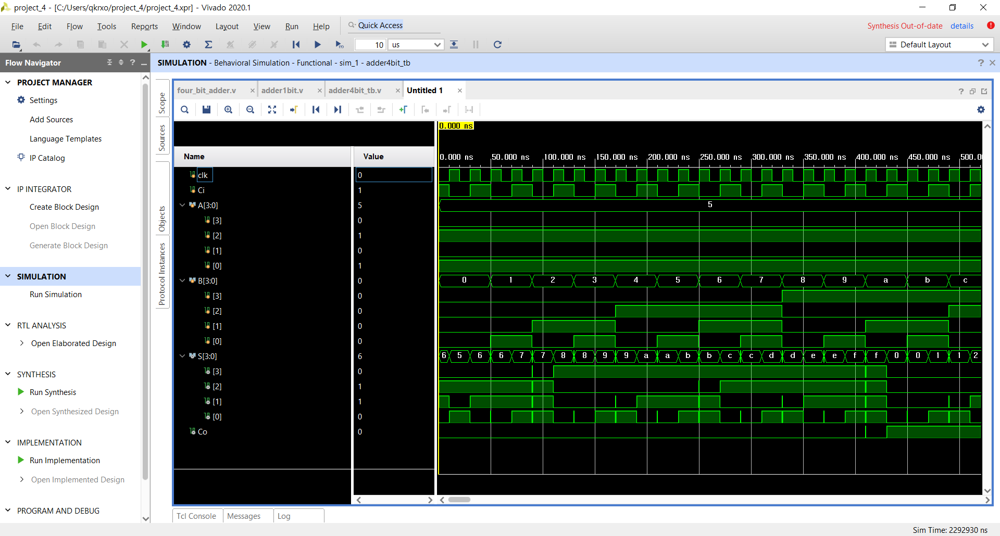 project_4 - [C:/Users/qkrxo/project_4/project_4.xpr] - Vivado 2020.1
File Edit Flow Tools Reports Window Layout View Run Help Quick Access
Synthesis Out-of-date details
10 us
Default Layout
Flow Navigator
SIMULATION - Behavioral Simulation - Functional - sim_1 - adder4bit_tb
PROJECT MANAGER
Settings
Add Sources
Language Templates
IP Catalog
IP INTEGRATOR
Create Block Design
Open Block Design
Generate Block Design
SIMULATION
Run Simulation
RTL ANALYSIS
Open Elaborated Design
SYNTHESIS
Run Synthesis
Open Synthesized Design
IMPLEMENTATION
Run Implementation
Open Implemented Design
PROGRAM AND DEBUG
Scope
Sources
Objects
Protocol Instances
four_bit_adder.v adder1bit.v adder4bit_tb.v Untitled 1
0.000 ns
Name Value
0.000 ns 50.000 ns 100.000 ns 150.000 ns 200.000 ns 250.000 ns 300.000 ns 350.000 ns 400.000 ns 450.000 ns 500.0
clk 0
Ci 1
A[3:0] 5 5
[3] 0
[2] 1
[1] 0
[0] 1
B[3:0] 0 0 1 2 3 4 5 6 7 8 9 a b c
[3] 0
[2] 0
[1] 0
[0] 0
S[3:0] 6 6 5 6 6 7 7 8 8 9 9 a a b b c c d d e e f f 0 0 1 1 2
[3] 0
[2] 1
[1] 1
[0] 0
Co 0
Tcl Console Messages Log
Sim Time: 2292930 ns